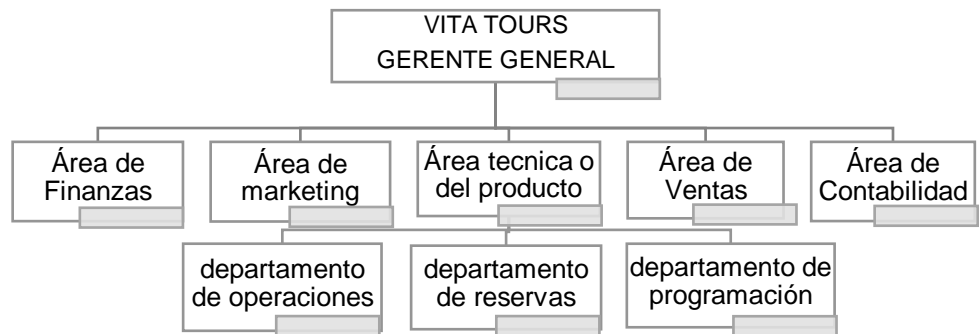 VITA TOURS
GERENTE GENERAL
Área de
Finanzas
Área de
marketing
Área tecnica o
del producto
Área de
Ventas
Área de
Contabilidad
departamento
de operaciones
departamento
de reservas
departamento de
programación